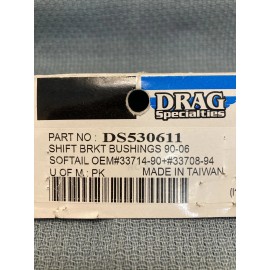 DRAG
Specialties
PART NO : DS530611
SHIFT BRKT BUSHINGS 90-06
SOFTAIL OEM#33714-90+#33708-94
U OF M : PK MADE IN TAIWAN